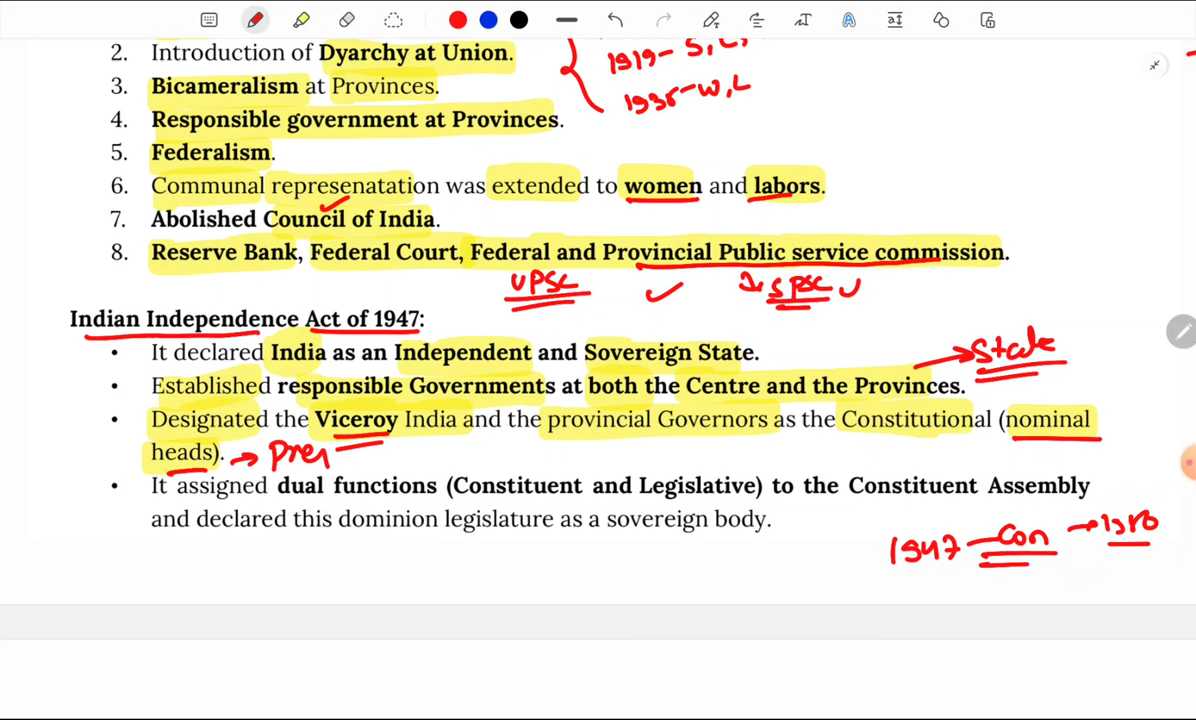 1919- S, L,
2. Introduction of Dyarchy at Union.
3. Bicameralism at Provinces.
1935-W, L
4. Responsible government at Provinces.
5. Federalism.
6. Communal represenatation was extended to women and labors.
7. Abolished Council of India.
8. Reserve Bank, Federal Court, Federal and Provincial Public service commission.
UPSC SPSC
Indian Independence Act of 1947:
• It declared India as an Independent and Sovereign State.
State
• Established responsible Governments at both the Centre and the Provinces.
• Designated the Viceroy India and the provincial Governors as the Constitutional (nominal
heads). → Pres
• It assigned dual functions (Constituent and Legislative) to the Constituent Assembly
and declared this dominion legislature as a sovereign body.
1947 - Con → 1950